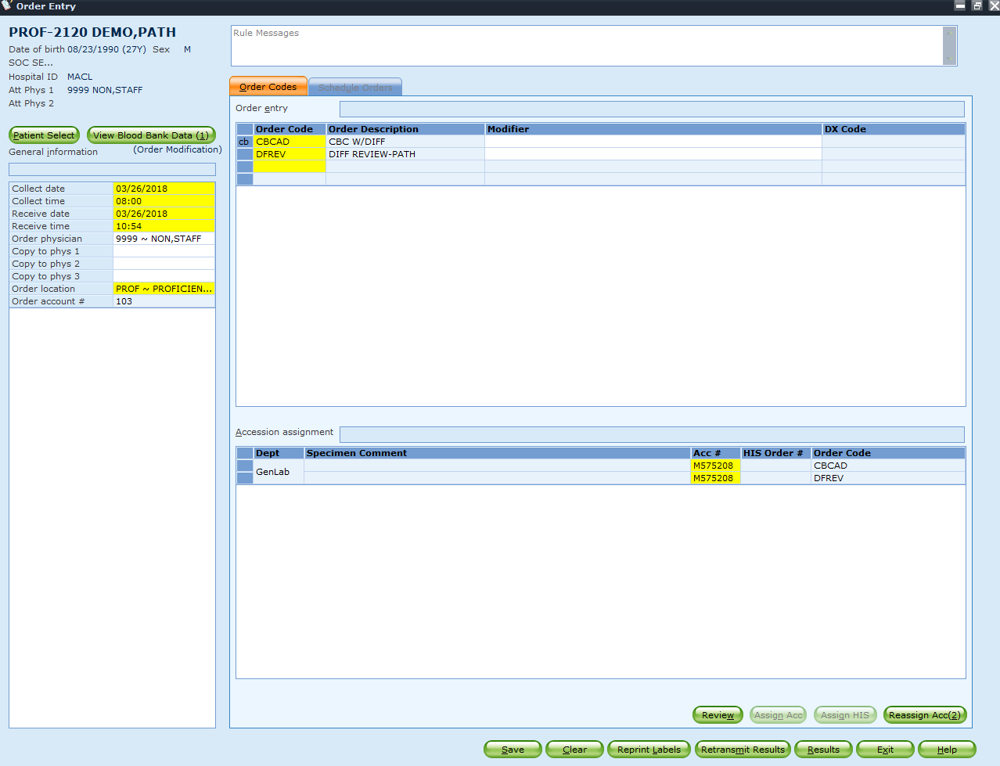 Order Entry
PROF-2120 DEMO,PATH
Date of birth 08/23/1990 (27Y) Sex M
SOC SE...
Hospital ID MACL
Att Phys 1 9999 NON,STAFF
Att Phys 2
Patient Select View Blood Bank Data (1)
General information (Order Modification)
Collect date 03/26/2018
Collect time 08:00
Receive date 03/26/2018
Receive time 10:54
Order physician 9999 ~ NON,STAFF
Copy to phys 1
Copy to phys 2
Copy to phys 3
Order location PROF ~ PROFICIEN...
Order account # 103
Rule Messages
Order Codes Schedule Orders
Order entry
Order Code Order Description Modifier DX Code
cb CBCAD CBC W/DIFF
DFREV DIFF REVIEW-PATH
Accession assignment
Dept Specimen Comment Acc # HIS Order # Order Code
GenLab M575208 CBCAD
M575208 DFREV
Review Assign Acc Assign HIS Reassign Acc(2)
Save Clear Reprint Labels Retransmit Results Results Exit Help